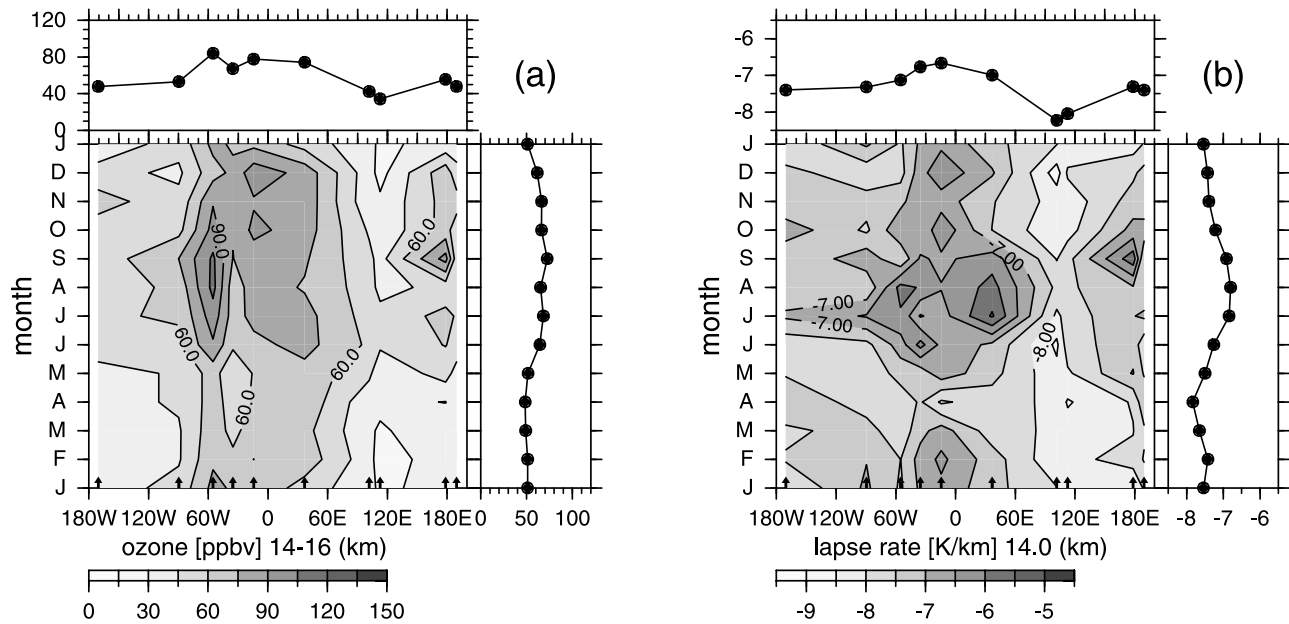 120
80
40
0
(a)
J
D
N
O
S
A
J
J
M
A
M
F
J
month
90.0
60.0
60.0
60.0
60.0
180W 120W 60W 0 60E 120E 180E
0 50 100
ozone [ppbv] 14-16 (km)
0 30 60 90 120 150
-6
-7
-8
(b)
J
D
N
O
S
A
J
J
M
A
M
F
J
month
-7.00
-7.00
-7.00
-8.00
180W 120W 60W 0 60E 120E 180E
-8 -7 -6
lapse rate [K/km] 14.0 (km)
-9 -8 -7 -6 -5